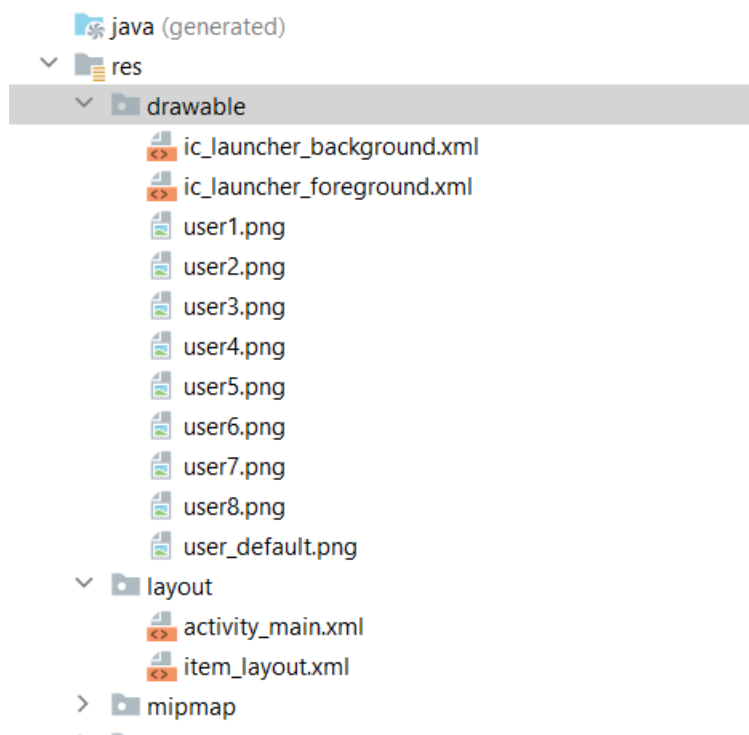 java (generated)
res
drawable
ic_launcher_background.xml
ic_launcher_foreground.xml
user1.png
user2.png
user3.png
user4.png
user5.png
user6.png
user7.png
user8.png
user_default.png
layout
activity_main.xml
item_layout.xml
mipmap